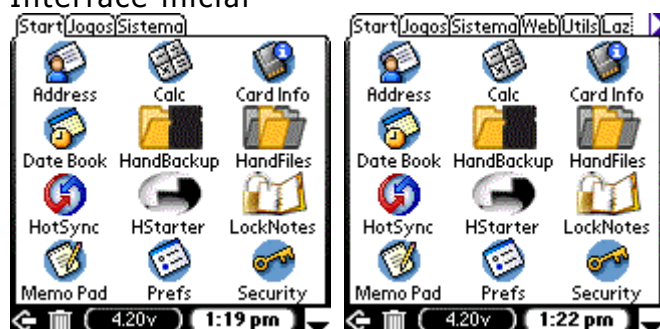 Interface inicial
Start Jogos Sistema
Address Calc Card Info
Date Book HandBackup HandFiles
HotSync HStarter LockNotes
Memo Pad Prefs Security
4.20v 1:19 pm
Start Jogos Sistema Web Utils Laz
Address Calc Card Info
Date Book HandBackup HandFiles
HotSync HStarter LockNotes
Memo Pad Prefs Security
4.20v 1:22 pm